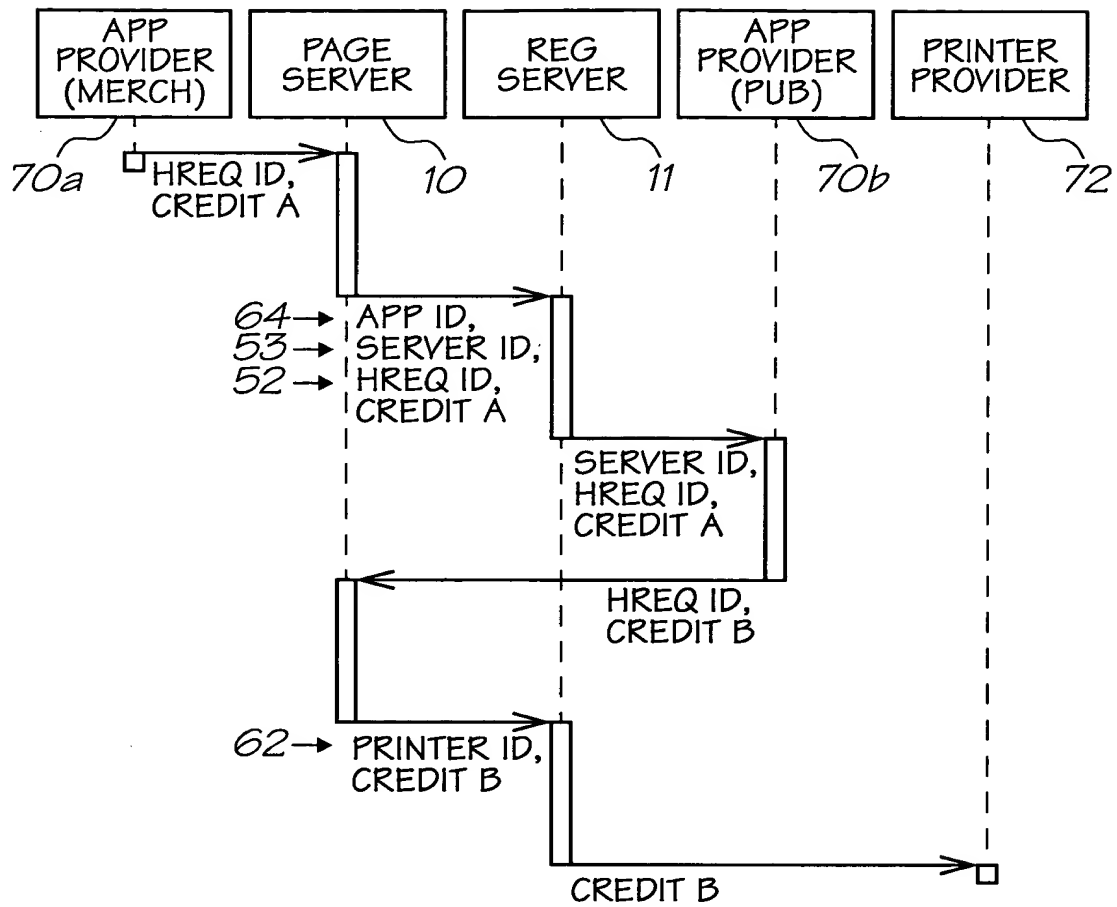 APP
PROVIDER
(MERCH)
PAGE
SERVER
REG
SERVER
APP
PROVIDER
(PUB)
PRINTER
PROVIDER
70a
10
11
70b
72
HREQ ID,
CREDIT A
64 APP ID,
53 SERVER ID,
52 HREQ ID,
CREDIT A
SERVER ID,
HREQ ID,
CREDIT A
HREQ ID,
CREDIT B
62 PRINTER ID,
CREDIT B
CREDIT B